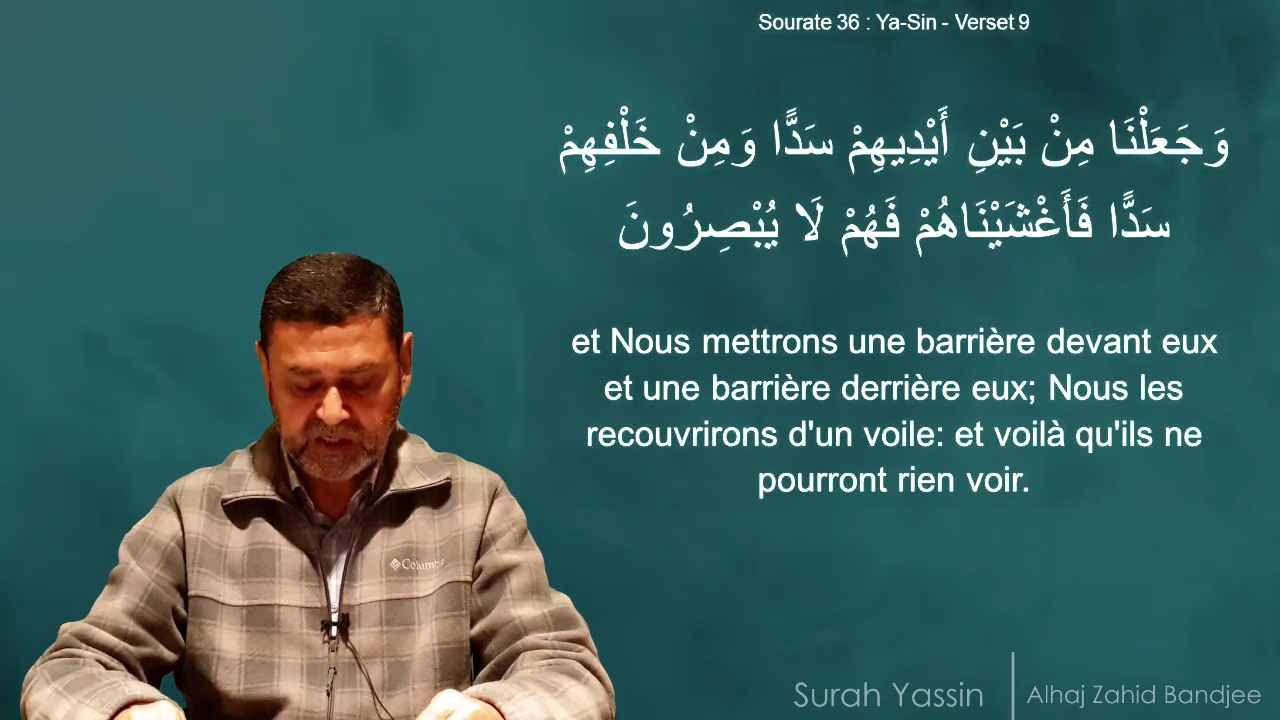 Sourate 36 : Ya-Sin - Verset 9
وَجَعَلْنَا مِنْ بَيْنِ أَيْدِيهِمْ سَدًّا وَمِنْ خَلْفِهِمْ
سَدًّا فَأَغْشَيْنَاهُمْ فَهُمْ لَا يُبْصِرُونَ
et Nous mettrons une barrière devant eux
et une barrière derrière eux; Nous les
recouvrirons d'un voile: et voilà qu'ils ne
pourront rien voir.
Columbia
Surah Yassin
Alhaj Zahid Bandjee